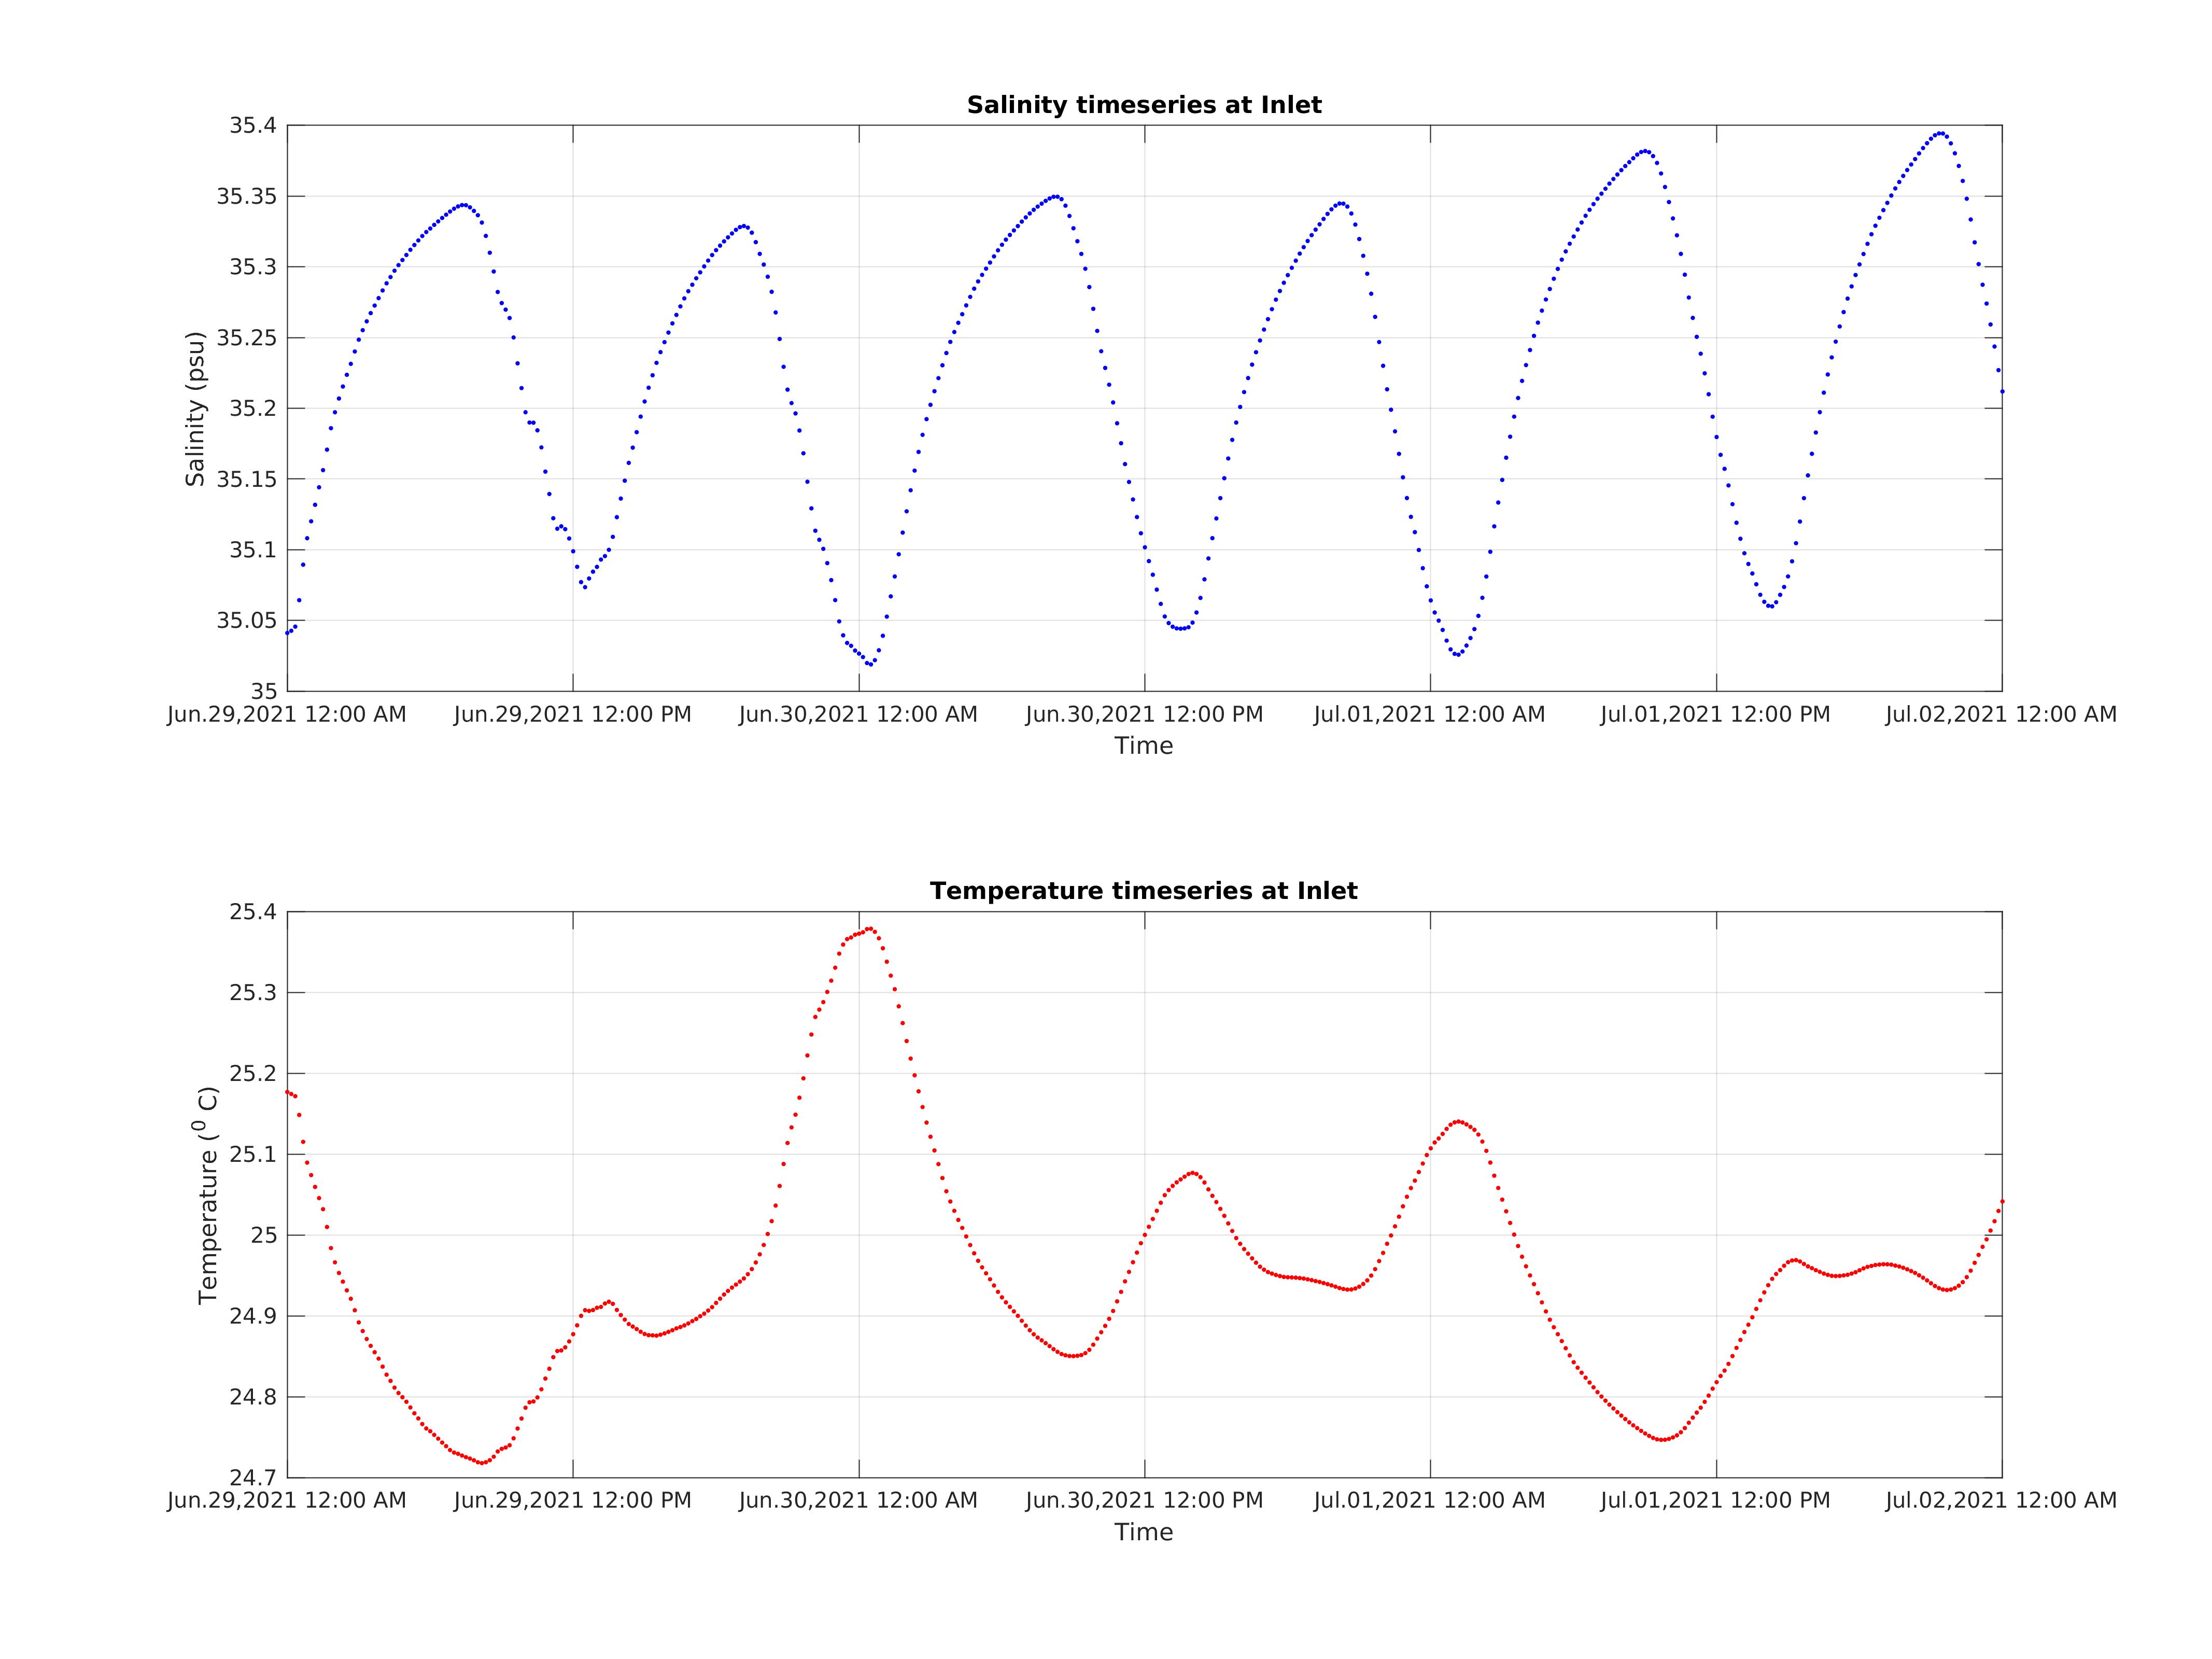 Salinity timeseries at Inlet
35.4
35.35
35.3
35.25
35.2
35.15
35.1
35.05
35
Salinity (psu)
Jun.29,2021 12:00 AM Jun.29,2021 12:00 PM Jun.30,2021 12:00 AM Jun.30,2021 12:00 PM Jul.01,2021 12:00 AM Jul.01,2021 12:00 PM Jul.02,2021 12:00 AM
Time
Temperature timeseries at Inlet
25.4
25.3
25.2
25.1
25
24.9
24.8
24.7
Temperature (⁰ C)
Jun.29,2021 12:00 AM Jun.29,2021 12:00 PM Jun.30,2021 12:00 AM Jun.30,2021 12:00 PM Jul.01,2021 12:00 AM Jul.01,2021 12:00 PM Jul.02,2021 12:00 AM
Time